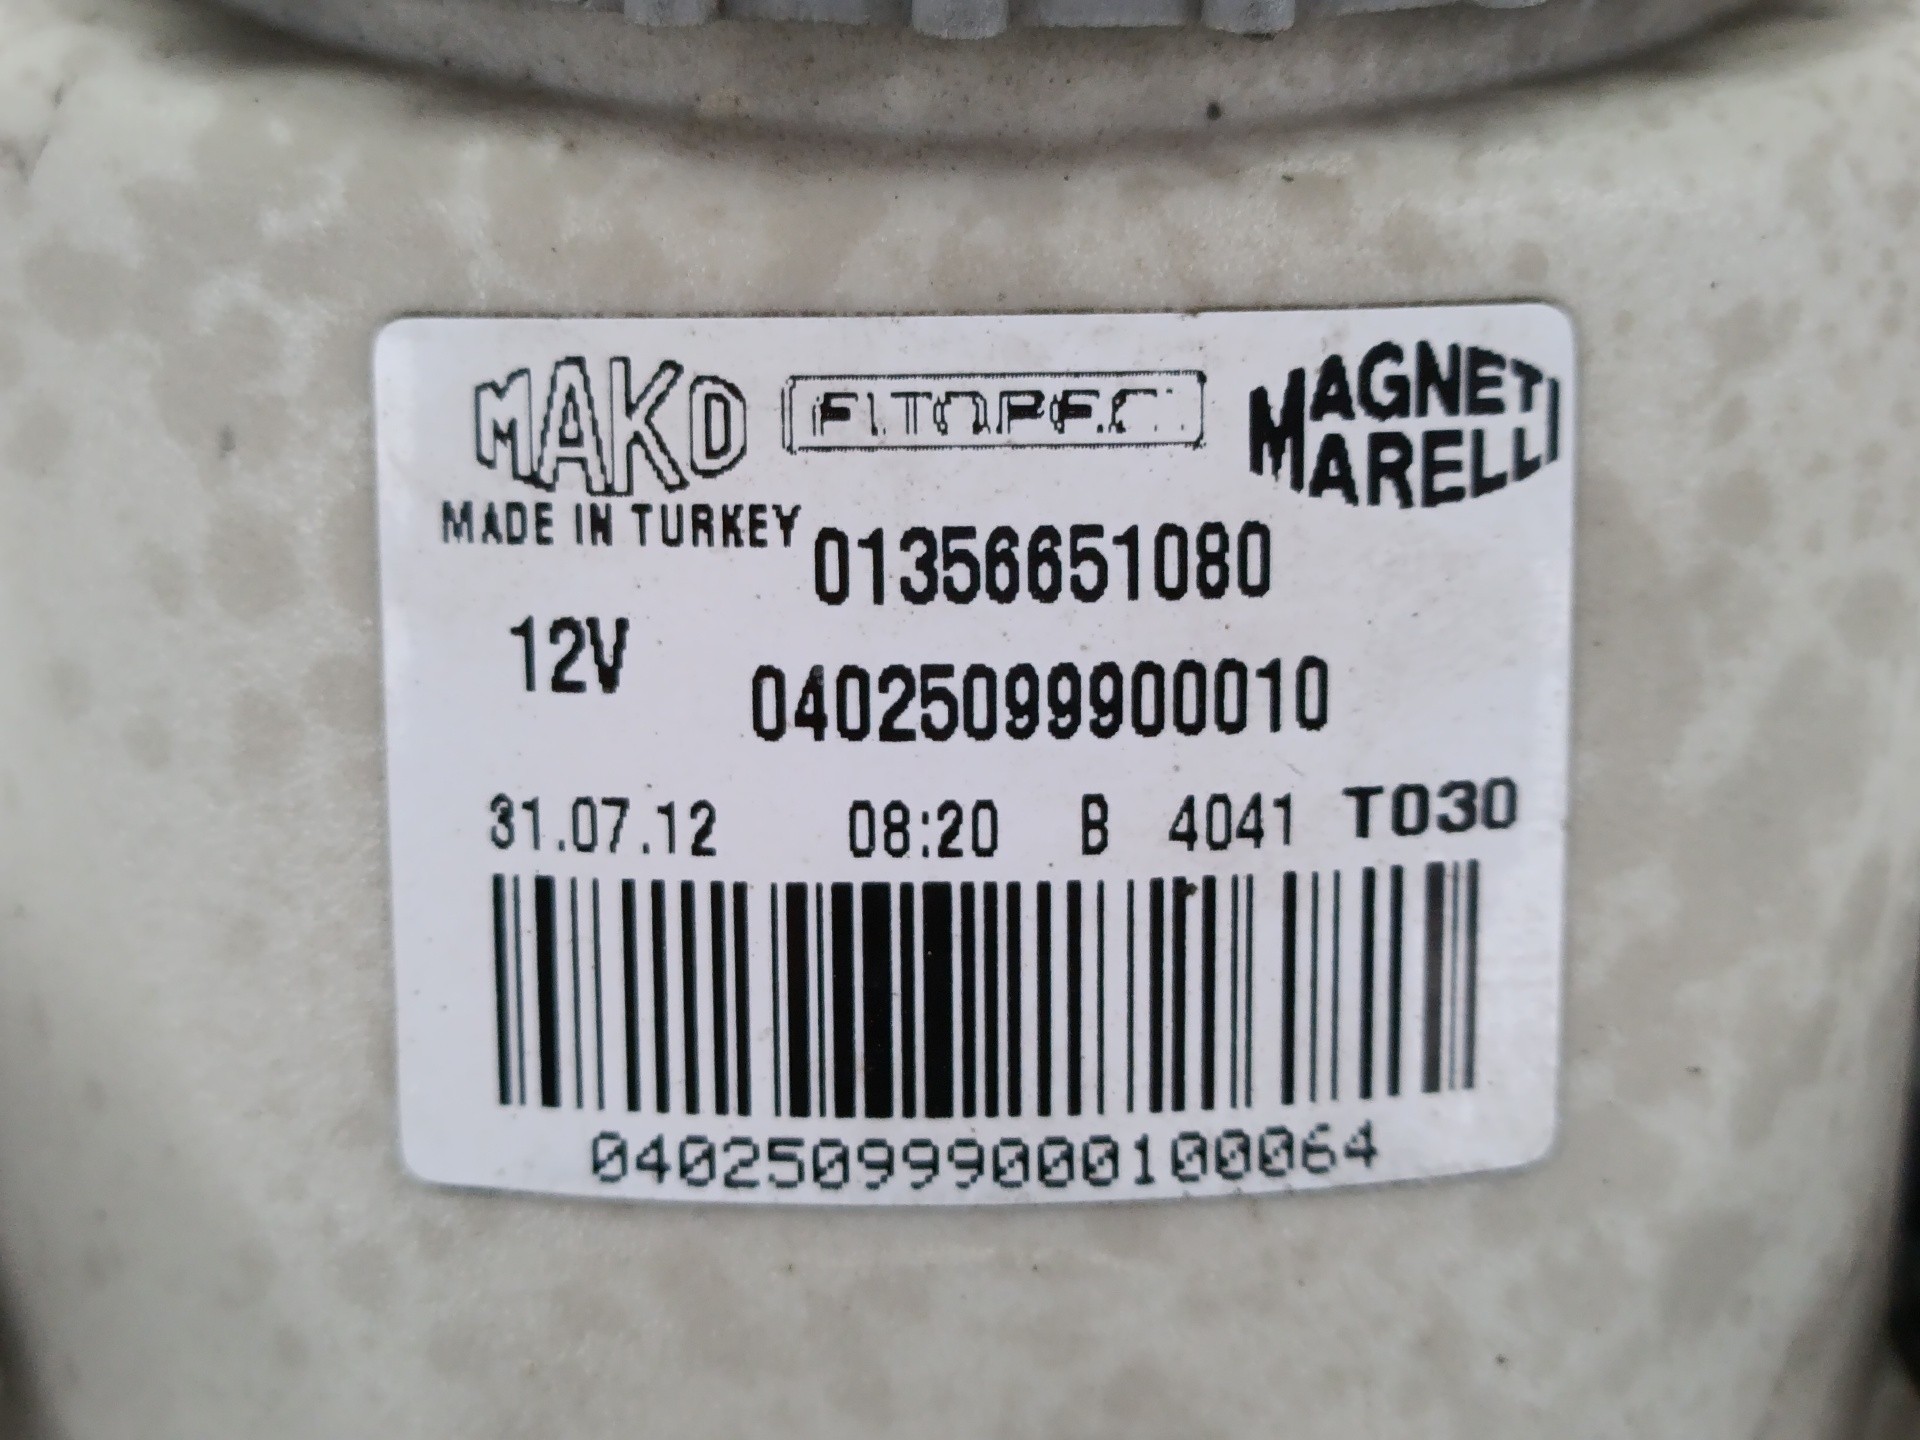 MAKO
MAGNETI
MARELLI
MADE IN TURKEY
01356651080
12V
04025099900010
31.07.12 08:20 B 4041 T030
040250999000100064